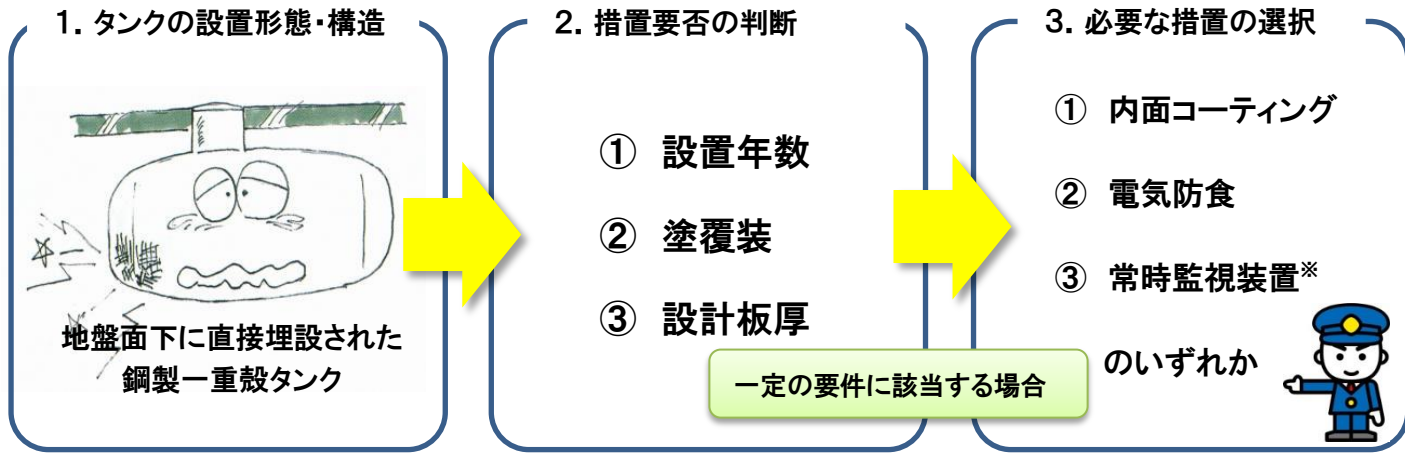 1. タンクの設置形態・構造
地盤面下に直接埋設された
鋼製一重殻タンク
2. 措置要否の判断
① 設置年数
② 塗覆装
③ 設計板厚
一定の要件に該当する場合
3. 必要な措置の選択
① 内面コーティング
② 電気防食
③ 常時監視装置※
のいずれか